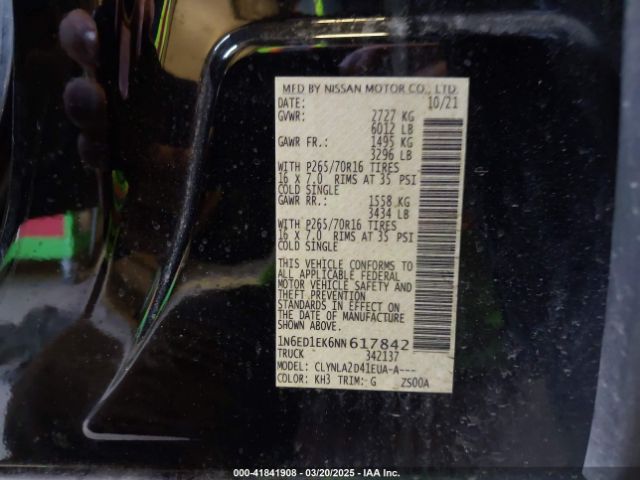 MFD BY NISSAN MOTOR CO., LTD.
DATE: 10/21
GVWR: 2727 KG
6012 LB
GAWR FR.: 1495 KG
3296 LB
WITH P265/70R16 TIRES
16 X 7.0 RIMS AT 35 PSI
COLD SINGLE
GAWR RR.: 1558 KG
3434 LB
WITH P265/70R16 TIRES
16 X 7.0 RIMS AT 35 PSI
COLD SINGLE
THIS VEHICLE CONFORMS TO
ALL APPLICABLE FEDERAL
MOTOR VEHICLE SAFETY AND
THEFT PREVENTION
STANDARDS IN EFFECT ON
THE DATE OF MANUFACTURE
SHOWN ABOVE.
1N6ED1EK6NN617842
TRUCK 342137
MODEL: CLYNLA2D41EUA-A---
COLOR: KH3 TRIM: G ZS00A
000-41841908 - 03/20/2025 - IAA Inc.